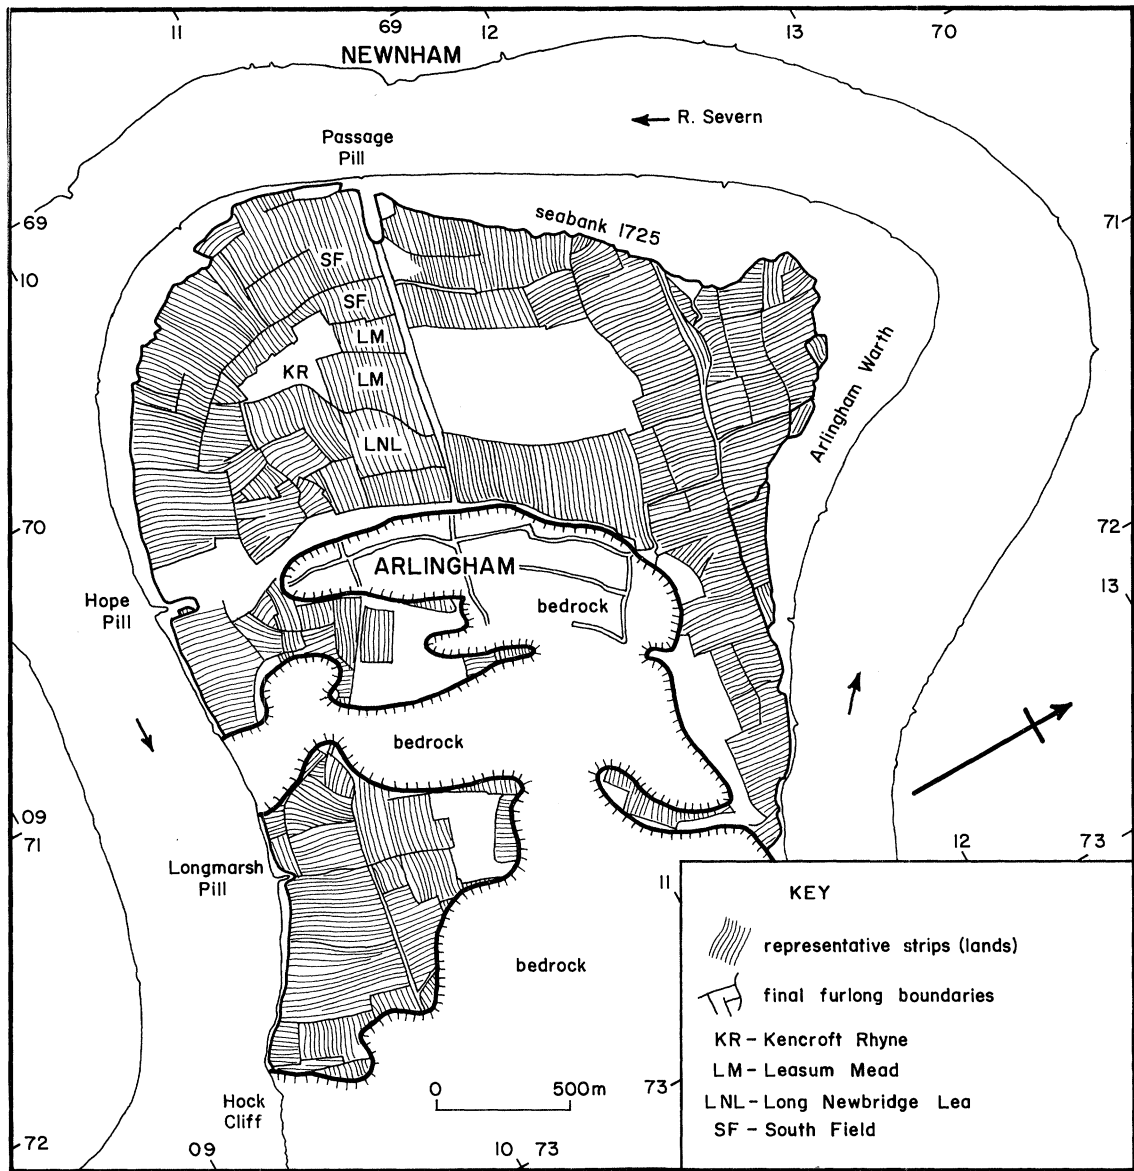 11
69
12
13
70
NEWNHAM
R. Severn
Passage
Pill
69
71
seabank 1725
10
SF
SF
LM
KR
LM
Arlingham Warth
LNL
70
72
ARLINGHAM
13
Hope
Pill
bedrock
bedrock
09
71
12
73
Longmarsh
Pill
11
KEY
representative strips (lands)
bedrock
final furlong boundaries
KR – Kencroft Rhyne
LM – Leasum Mead
0 500m
73
LNL – Long Newbridge Lea
Hock
Cliff
SF – South Field
72
09
10
73